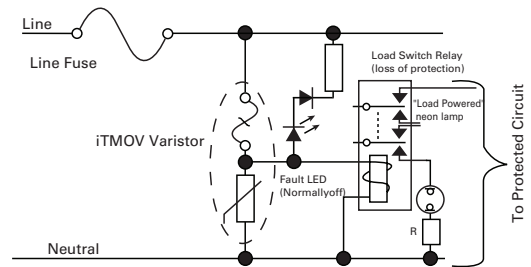 Line
Line Fuse
Load Switch Relay
(loss of protection)
"Load Powered"
neon lamp
iTMOV Varistor
Fault LED
(Normallyoff)
R
Neutral
To Protected Circuit